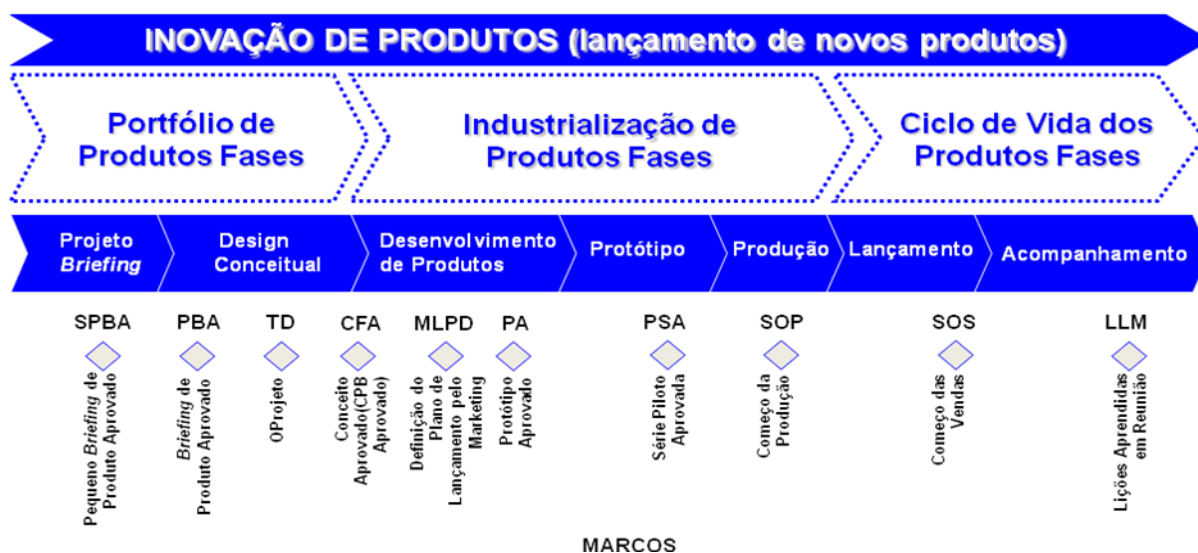 INOVAÇÃO DE PRODUTOS (lançamento de novos produtos)
Portfólio de
Produtos Fases
Industrialização de
Produtos Fases
Ciclo de Vida dos
Produtos Fases
Projeto
Briefing
Design
Conceitual
Desenvolvimento
de Produtos
Protótipo
Produção
Lançamento
Acompanhamento
SPBA
PBA
TD
CFA
MLPD
PA
PSA
SOP
SOS
LLM
Pequeno Briefing de
Produto Aprovado
Briefing de
Produto Aprovado
0Projeto
Conceito
Aprovado(CPB
Aprovado)
Definição do
Plano de
Lançamento pelo
Marketing
Protótipo
Aprovado
Série Piloto
Aprovada
Começo da
Produção
Começo das
Vendas
Lições Aprendidas
em Reunião
MARCOS